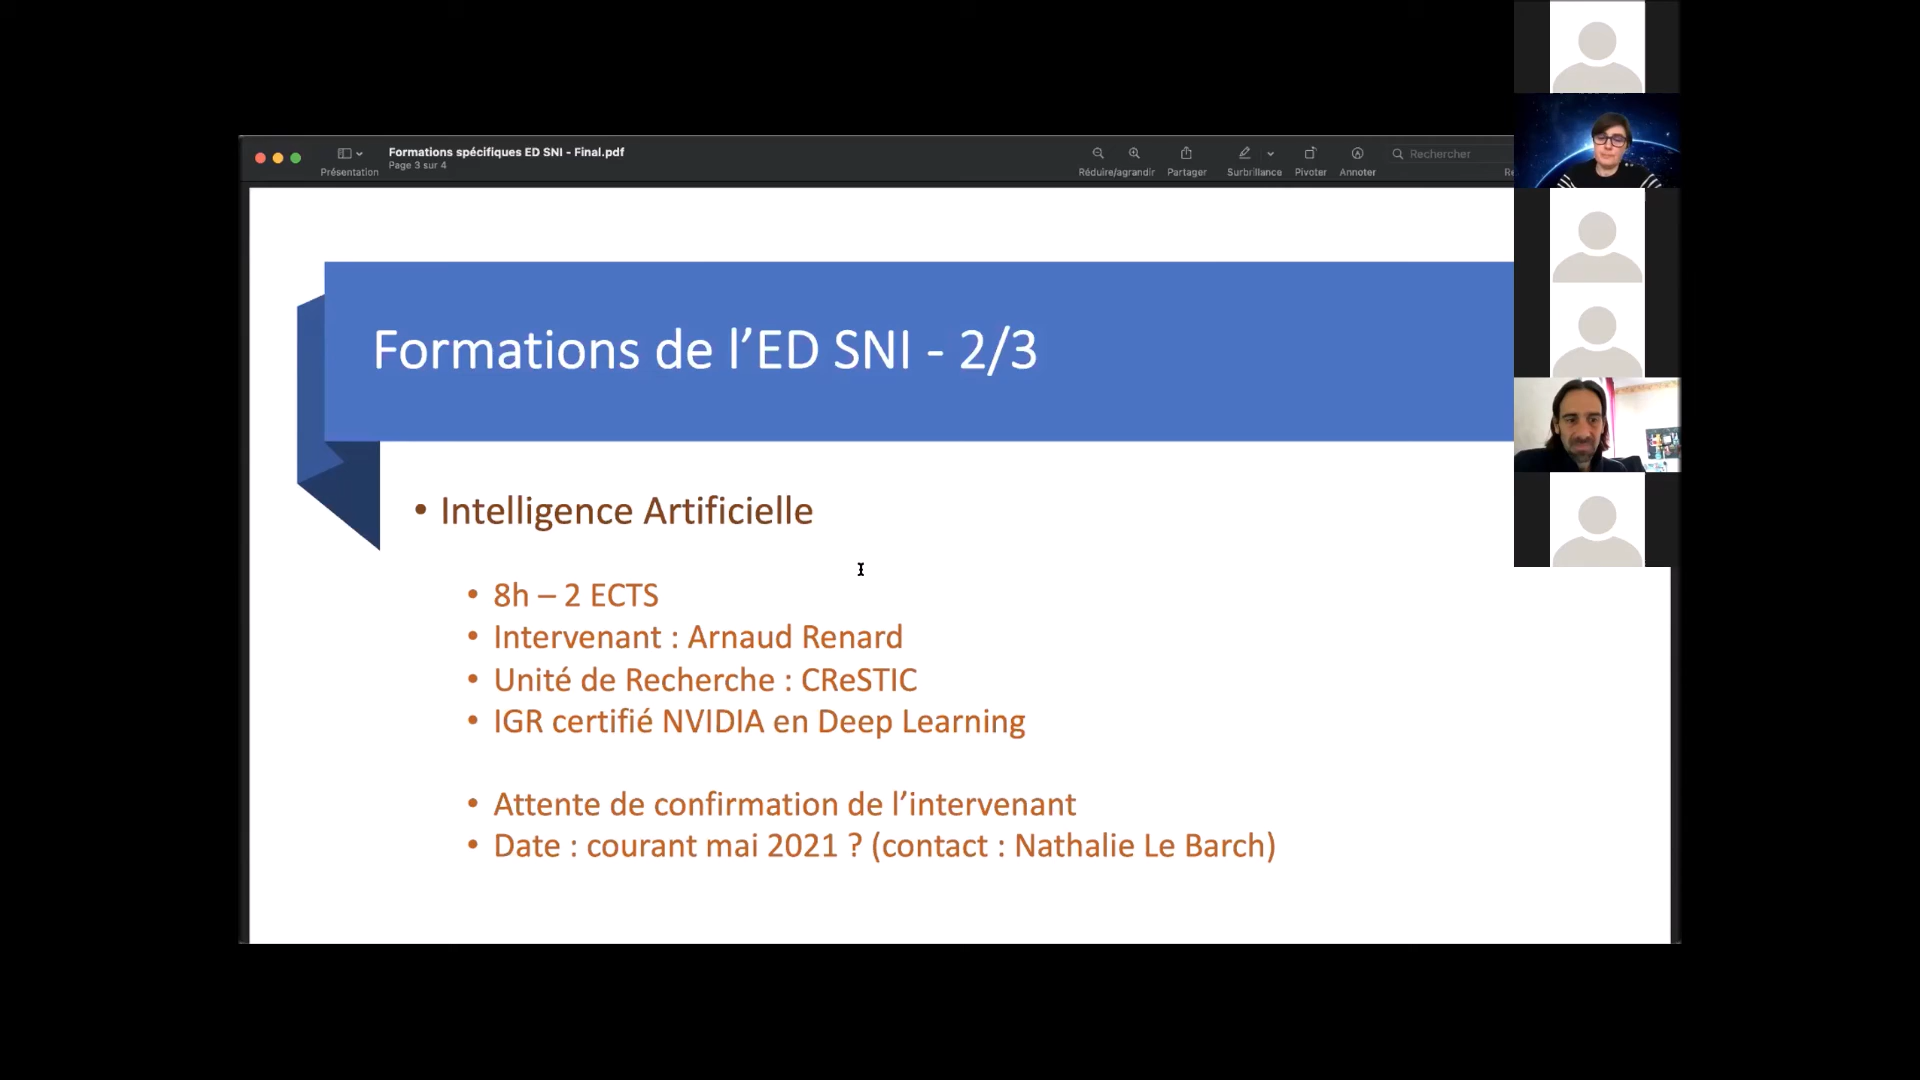 Formations spécifiques ED SNI - Final.pdf
Page 3 sur 4
Présentation
Réduire/agrandir
Partager
Surbrillance
Pivoter
Annoter
Rechercher
Formations de l’ED SNI - 2/3
• Intelligence Artificielle
• 8h – 2 ECTS
• Intervenant : Arnaud Renard
• Unité de Recherche : CReSTIC
• IGR certifié NVIDIA en Deep Learning
• Attente de confirmation de l’intervenant
• Date : courant mai 2021 ? (contact : Nathalie Le Barch)